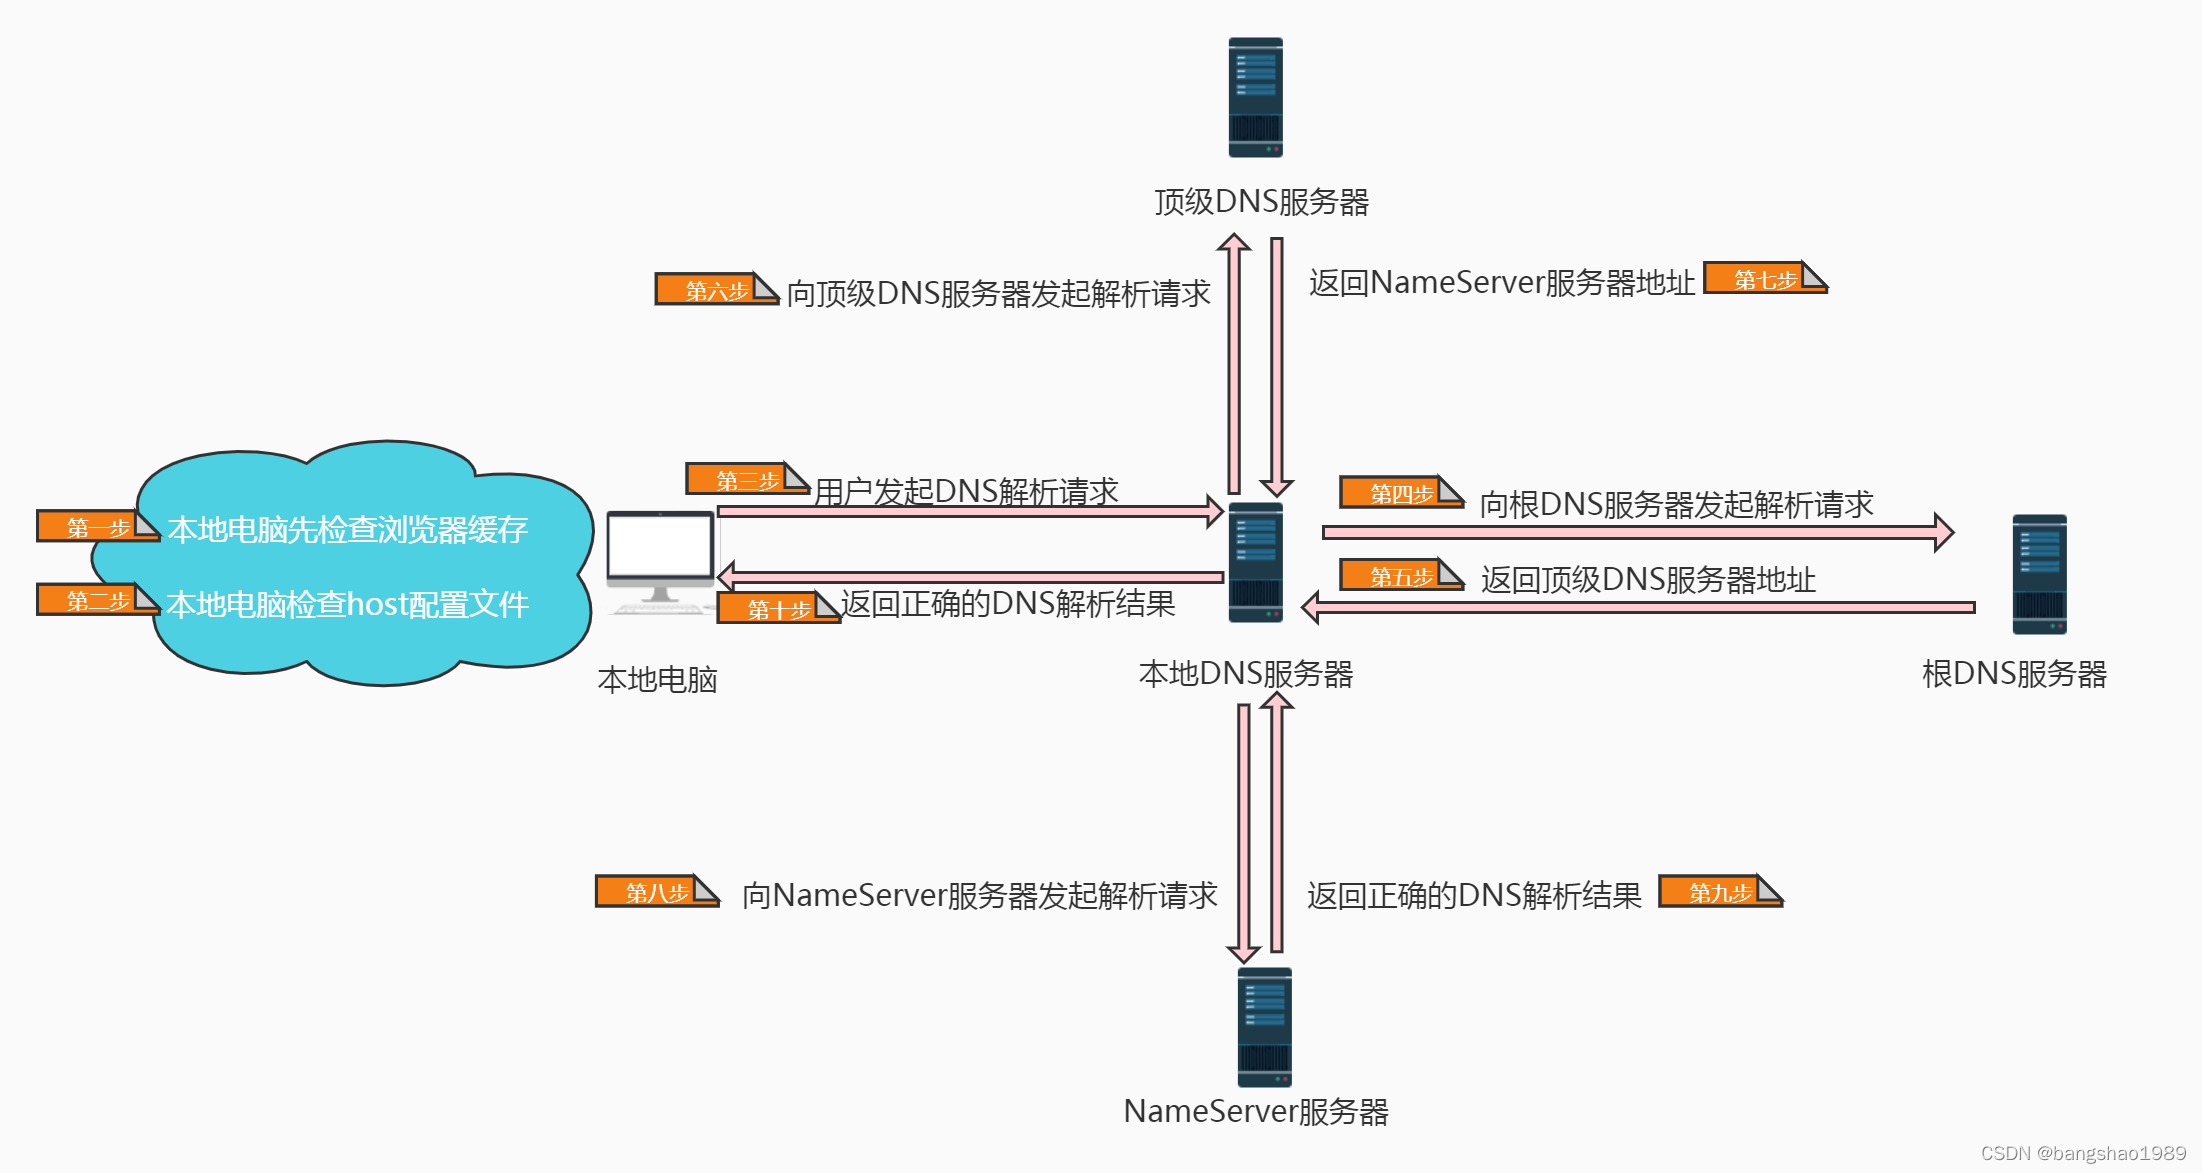 顶级DNS服务器
第六步 向顶级DNS服务器发起解析请求
返回NameServer服务器地址 第七步
第一步 本地电脑先检查浏览器缓存
第二步 本地电脑检查host配置文件
第三步 用户发起DNS解析请求
第十步 返回正确的DNS解析结果
第四步 向根DNS服务器发起解析请求
第五步 返回顶级DNS服务器地址
本地电脑
本地DNS服务器
根DNS服务器
第八步 向NameServer服务器发起解析请求
返回正确的DNS解析结果 第九步
NameServer服务器
CSDN @bangshao1989